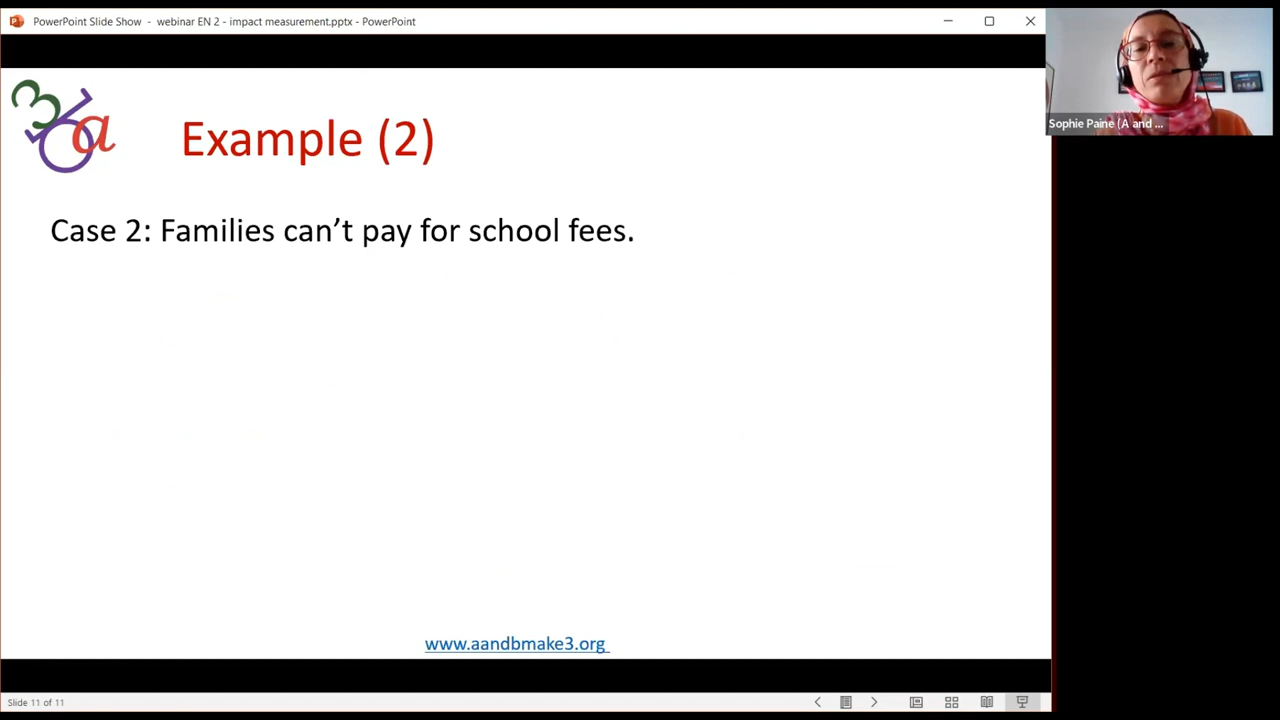 PowerPoint Slide Show - webinar EN 2 - impact measurement.pptx - PowerPoint
Sophie Paine (A and ...
36a
Example (2)
Case 2: Families can't pay for school fees.
www.aandbmake3.org
Slide 11 of 11